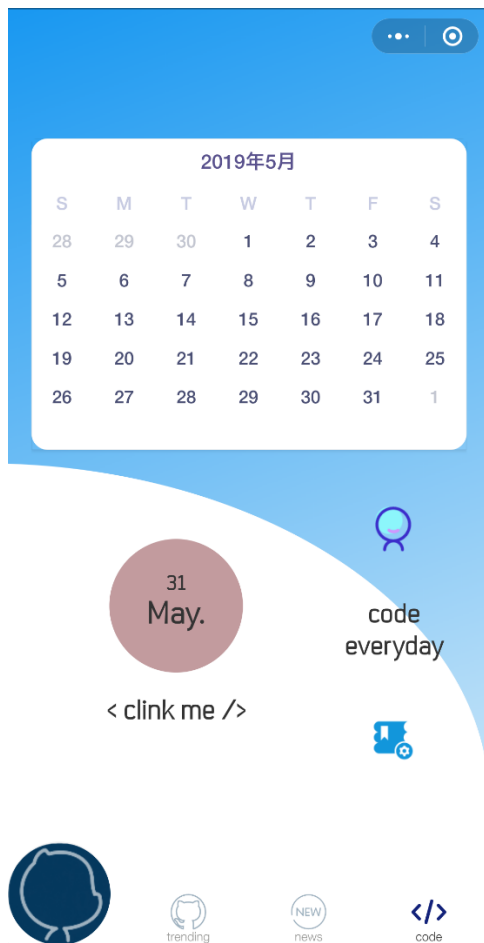 2019年5月
S M T W T F S
28 29 30 1 2 3 4
5 6 7 8 9 10 11
12 13 14 15 16 17 18
19 20 21 22 23 24 25
26 27 28 29 30 31 1
31
May.
< clink me />
code
everyday
NEW
trending news </> code